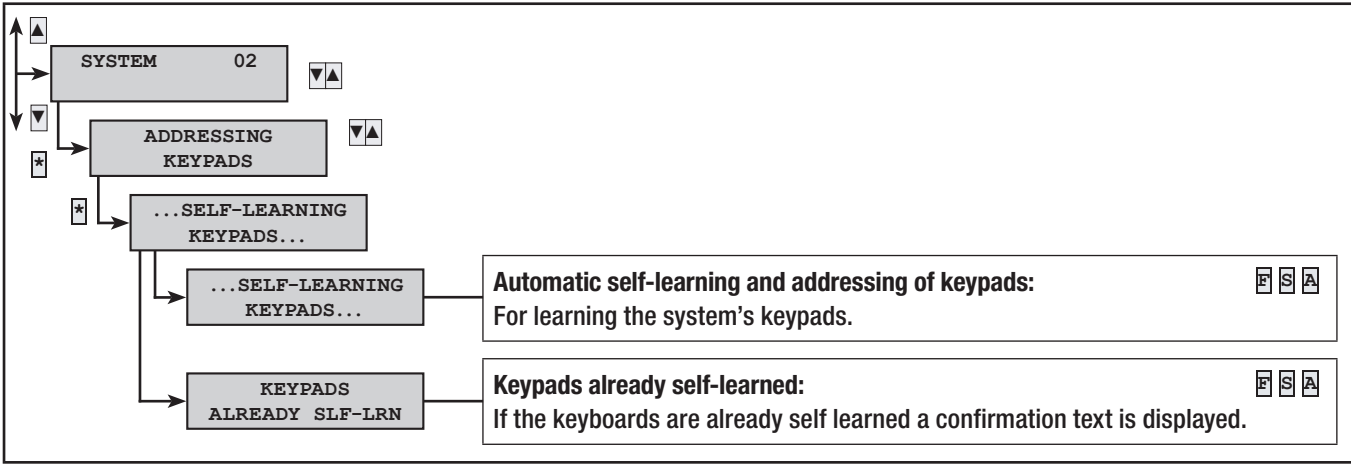 ▲
SYSTEM 02
▼▲
▼
ADDRESSING
KEYPADS
▼▲
*
*
...SELF-LEARNING
KEYPADS...
...SELF-LEARNING
KEYPADS...
Automatic self-learning and addressing of keypads: F S A
For learning the system's keypads.
KEYPADS
ALREADY SLF-LRN
Keypads already self-learned: F S A
If the keyboards are already self learned a confirmation text is displayed.